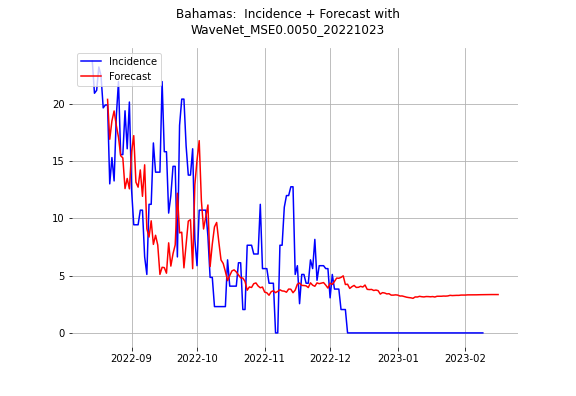 Bahamas:  Incidence + Forecast with
WaveNet_MSE0.0050_20221023
Incidence
Forecast
20
15
10
5
0
2022-09
2022-10
2022-11
2022-12
2023-01
2023-02